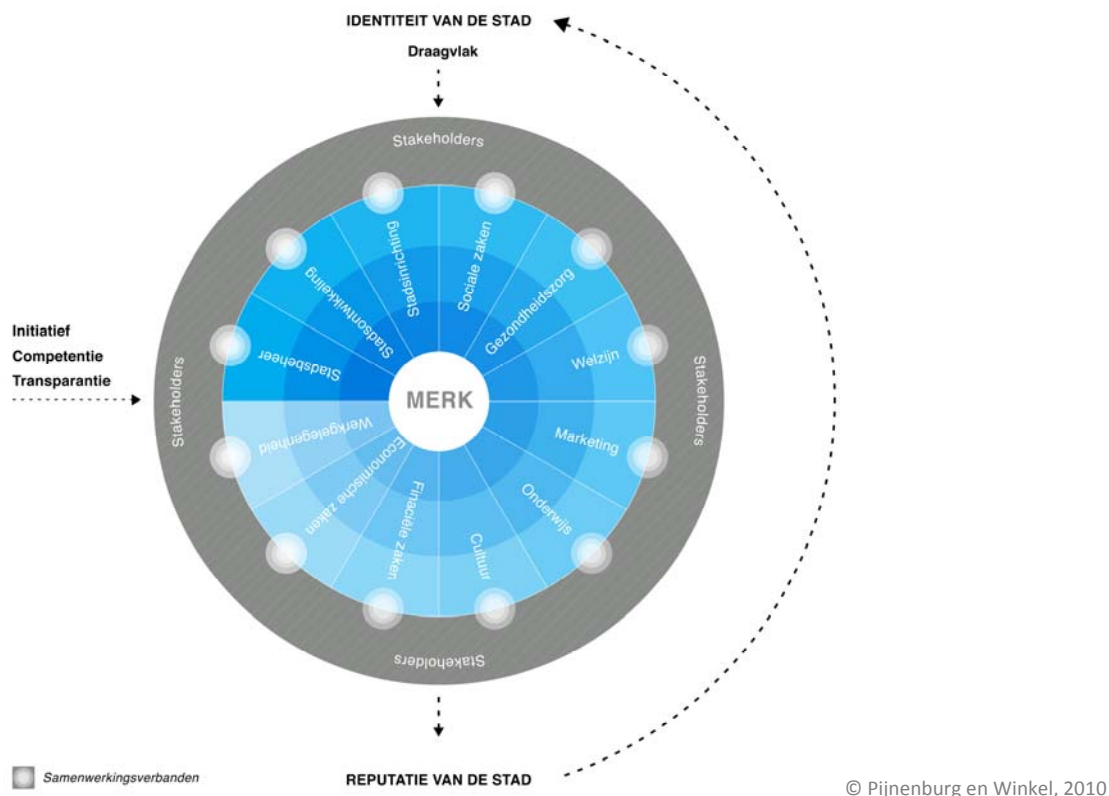 IDENTITEIT VAN DE STAD
Draagvlak
Stakeholders
Stadsinrichting
Sociale zaken
Stadsontwikkeling
Gezondheidszorg
Stadsbeheer
Welzijn
Initiatief
Competentie
Transparantie
Stakeholders
MERK
Stakeholders
Werkgelegenheid
Marketing
Economische zaken
Onderwijs
Finaciële zaken
Cultuur
Stakeholders
Samenwerkingsverbanden
REPUTATIE VAN DE STAD
© Pijnenburg en Winkel, 2010